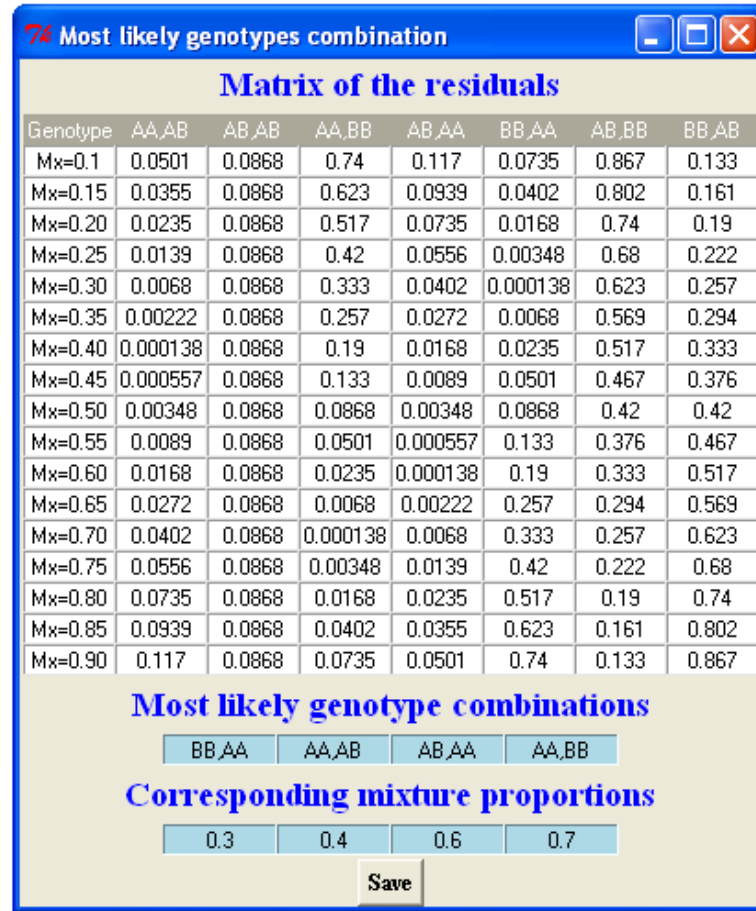 Most likely genotypes combination
Matrix of the residuals
Genotype AA,AB AB,AB AA,BB AB,AA BB,AA AB,BB BB,AB
Mx=0.1 0.0501 0.0868 0.74 0.117 0.0735 0.867 0.133
Mx=0.15 0.0355 0.0868 0.623 0.0939 0.0402 0.802 0.161
Mx=0.20 0.0235 0.0868 0.517 0.0735 0.0168 0.74 0.19
Mx=0.25 0.0139 0.0868 0.42 0.0556 0.00348 0.68 0.222
Mx=0.30 0.0068 0.0868 0.333 0.0402 0.000138 0.623 0.257
Mx=0.35 0.00222 0.0868 0.257 0.0272 0.0068 0.569 0.294
Mx=0.40 0.000138 0.0868 0.19 0.0168 0.0235 0.517 0.333
Mx=0.45 0.000557 0.0868 0.133 0.0089 0.0501 0.467 0.376
Mx=0.50 0.00348 0.0868 0.0868 0.00348 0.0868 0.42 0.42
Mx=0.55 0.0089 0.0868 0.0501 0.000557 0.133 0.376 0.467
Mx=0.60 0.0168 0.0868 0.0235 0.000138 0.19 0.333 0.517
Mx=0.65 0.0272 0.0868 0.0068 0.00222 0.257 0.294 0.569
Mx=0.70 0.0402 0.0868 0.000138 0.0068 0.333 0.257 0.623
Mx=0.75 0.0556 0.0868 0.00348 0.0139 0.42 0.222 0.68
Mx=0.80 0.0735 0.0868 0.0168 0.0235 0.517 0.19 0.74
Mx=0.85 0.0939 0.0868 0.0402 0.0355 0.623 0.161 0.802
Mx=0.90 0.117 0.0868 0.0735 0.0501 0.74 0.133 0.867
Most likely genotype combinations
BB,AA AA,AB AB,AA AA,BB
Corresponding mixture proportions
0.3 0.4 0.6 0.7
Save